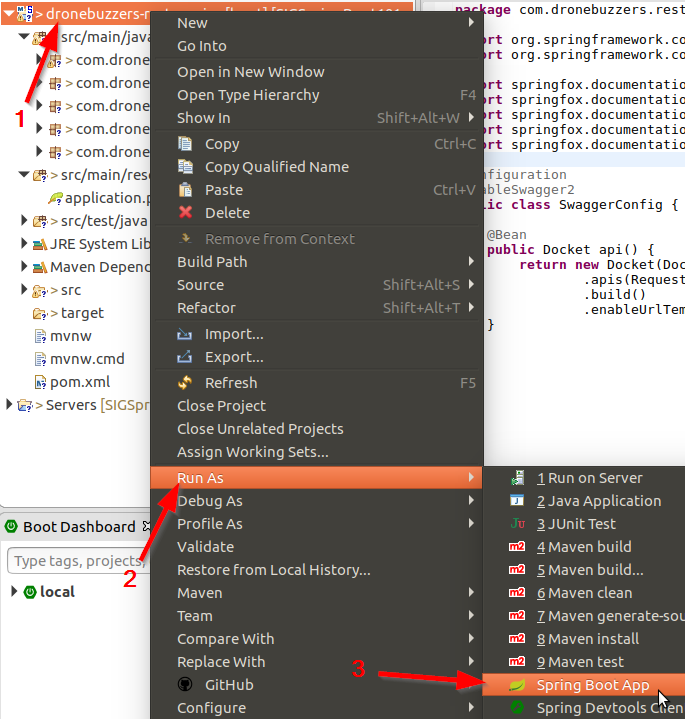 dronebuzzers-
src/main/java
> com.drone
> com.drone
> com.drone
> com.drone
> com.drone
> src/main/res
application.p
> src/test/java
JRE System Lib
Maven Depend
> src
> target
mvnw
mvnw.cmd
pom.xml
> Servers [SIGSpr
1
New
Go Into
Open in New Window
Open Type Hierarchy F4
Show In Shift+Alt+W
Copy Ctrl+C
Copy Qualified Name
Paste Ctrl+V
Delete
Remove from Context
Build Path
Source Shift+Alt+S
Refactor Shift+Alt+T
Import...
Export...
Refresh F5
Close Project
Close Unrelated Projects
Assign Working Sets...
Run As
Debug As
Profile As
Validate
Restore from Local History...
Maven
Team
Compare With
Replace With
GitHub
Configure
package com.dronebuzzers.rest
ort org.springframework.co
ort org.springframework.co
ort springfox.documentatio
ort springfox.documentatio
ort springfox.documentatio
ort springfox.documentatio
ort springfox.documentatio
nfiguration
ableSwagger2
lic class SwaggerConfig {
@Bean
public Docket api() {
return new Docket(Doc
.apis(Request
.build()
.enableUrlTem
}
1 Run on Server
2 Java Application
3 JUnit Test
4 Maven build
5 Maven build...
6 Maven clean
7 Maven generate-sou
8 Maven install
9 Maven test
Spring Boot App
Spring Devtools Clien
Boot Dashboard
Type tags, projects,
local
2
3